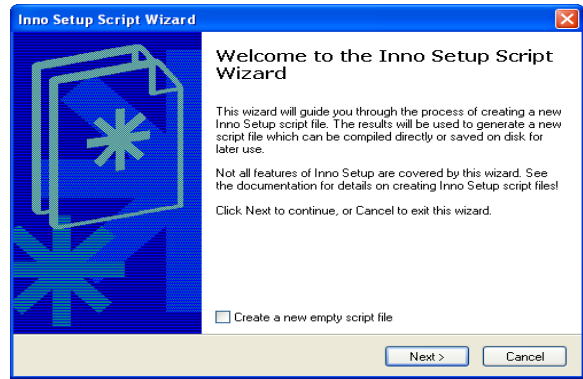 Inno Setup Script Wizard
Welcome to the Inno Setup Script
Wizard
This wizard will guide you through the process of creating a new
Inno Setup script file. The results will be used to generate a new
script file which can be compiled directly or saved on disk for
later use.
Not all features of Inno Setup are covered by this wizard. See
the documentation for details on creating Inno Setup script files!
Click Next to continue, or Cancel to exit this wizard.
Create a new empty script file
Next >
Cancel